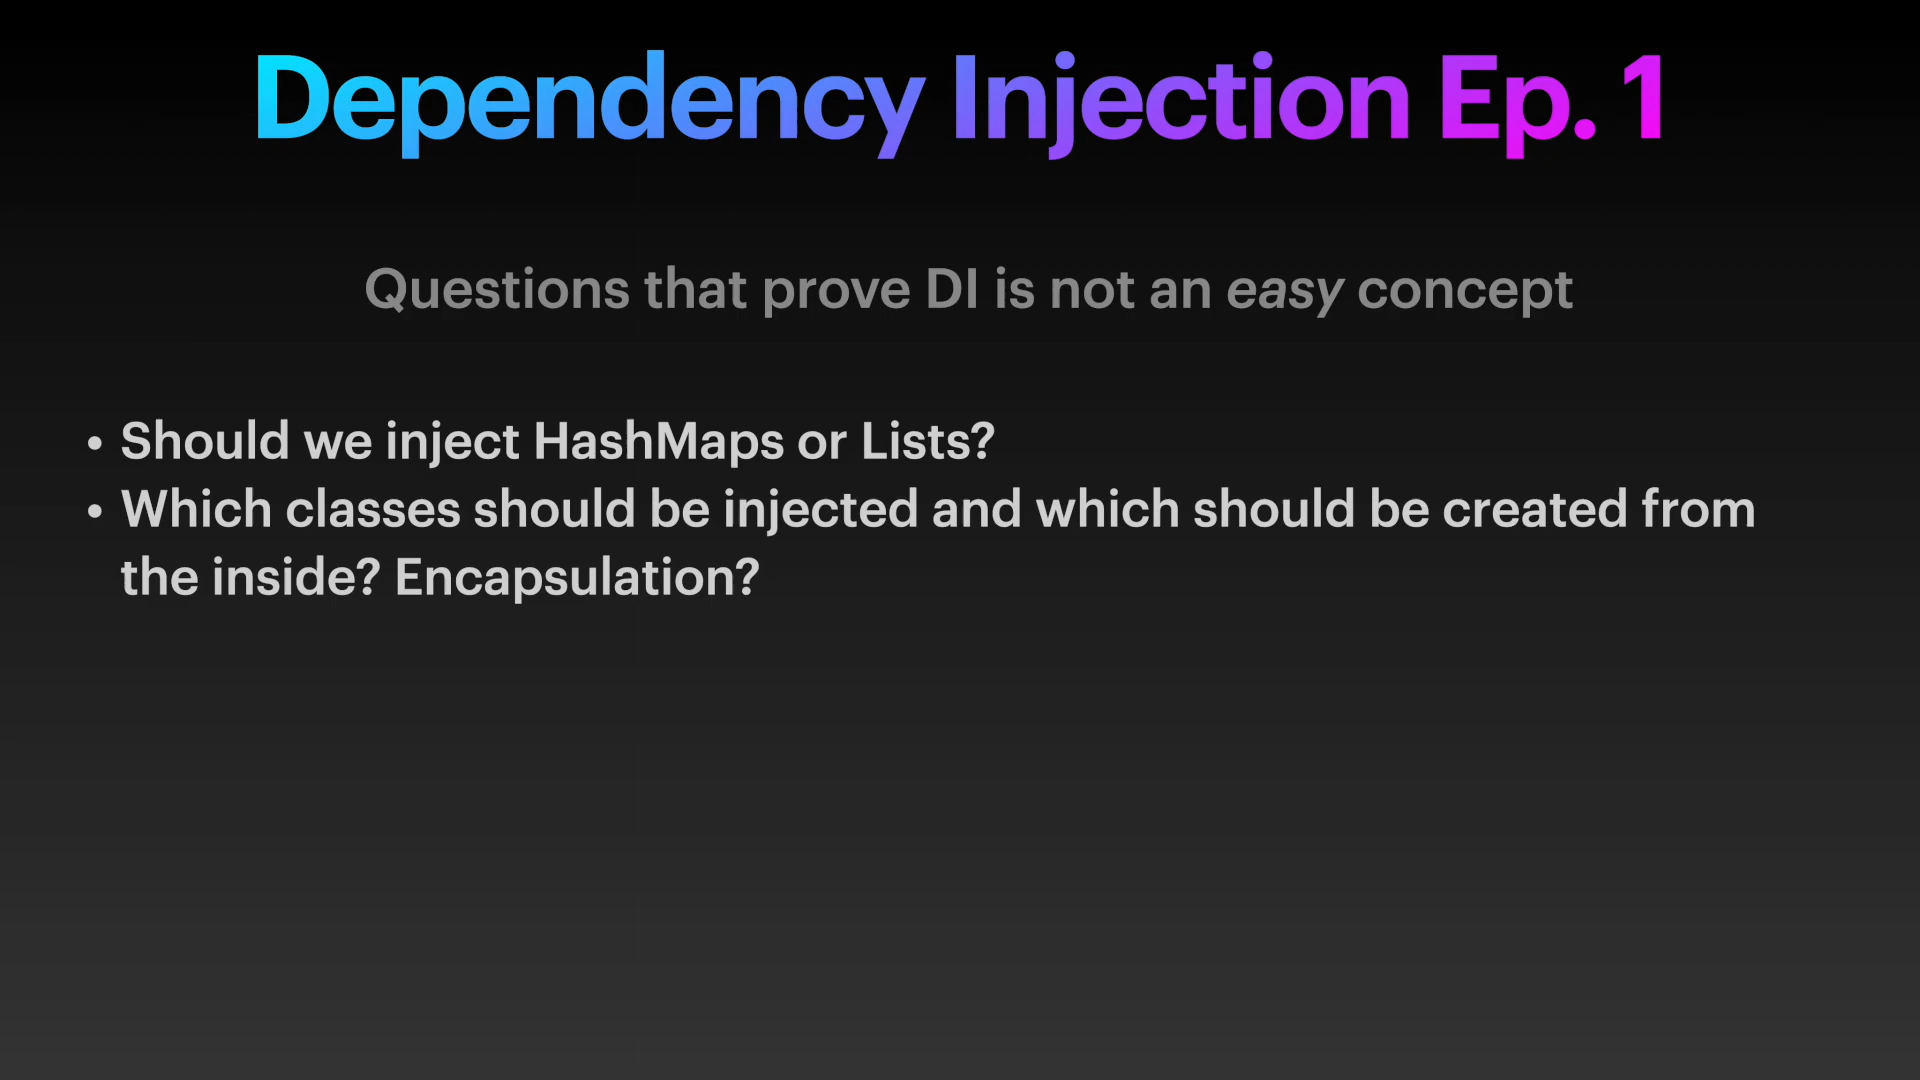 Dependency Injection Ep. 1
Questions that prove DI is not an easy concept
• Should we inject HashMaps or Lists?
• Which classes should be injected and which should be created from
the inside? Encapsulation?